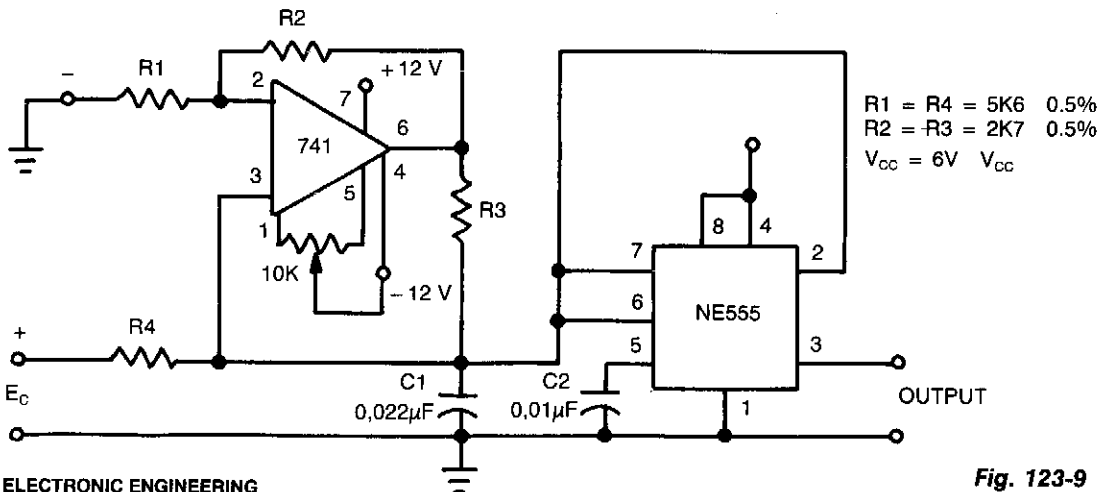 R2
R1
−
+12 V
2
7
6
741
4
3
5
1
R3
10K
−12 V
+
R4
E_C
C1
0,022µF
C2
0,01µF
8
4
7
2
6
NE555
5
3
1
OUTPUT
R1 = R4 = 5K6 0.5%
R2 = R3 = 2K7 0.5%
V_CC = 6V V_CC
ELECTRONIC ENGINEERING
Fig. 123-9